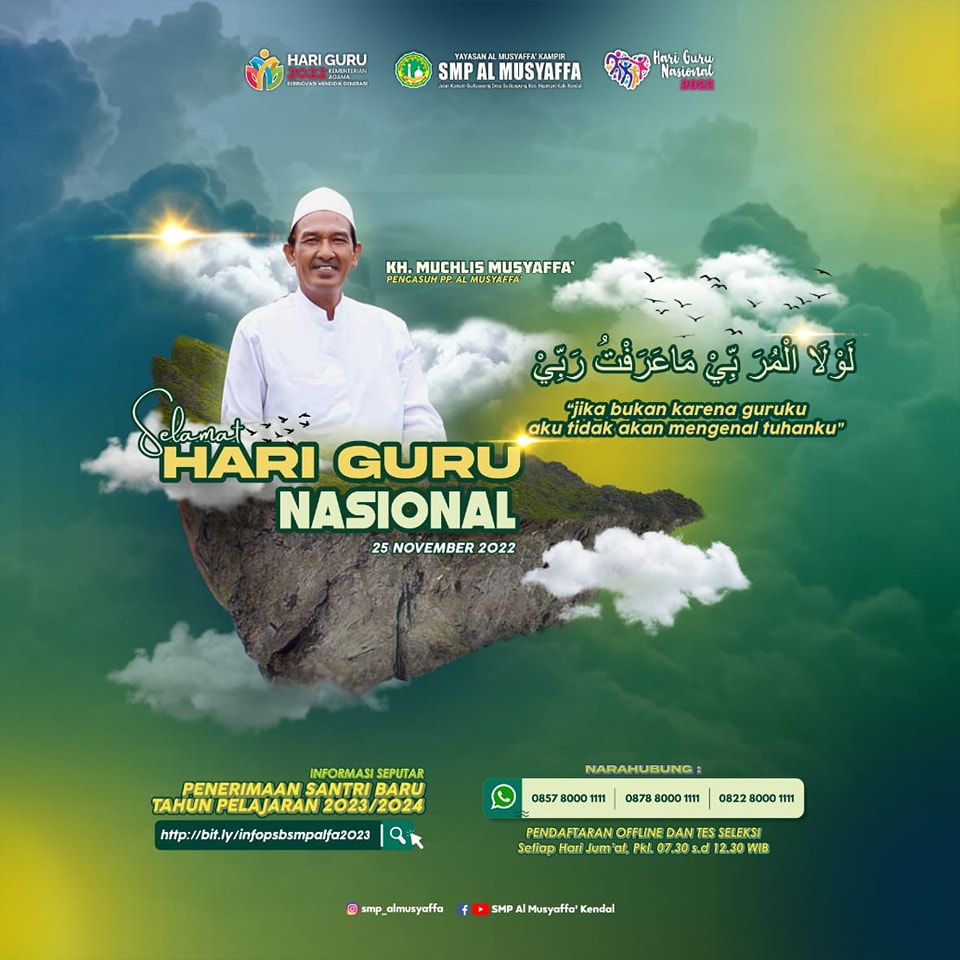 HARI GURU
2022 KEMENTERIAN
AGAMA
BERINOVASI MENDIDIK GENERASI
YAYASAN AL MUSYAFFA' KAMPIR
SMP AL MUSYAFFA
Hari Guru
Nasional
2022
KH. MUCHLIS MUSYAFFA'
PENGASUH PP. AL MUSYAFFA'
لَوْلَا الْمُرَ بِّيْ مَاعَرَفْتُ رَبِّيْ
"jika bukan karena guruku
aku tidak akan mengenal tuhanku"
Selamat
HARI GURU
NASIONAL
25 NOVEMBER 2022
INFORMASI SEPUTAR
PENERIMAAN SANTRI BARU
TAHUN PELAJARAN 2023/2024
http://bit.ly/infopsbsmpalfa2023
NARAHUBUNG :
0857 8000 1111 | 0878 8000 1111 | 0822 8000 1111
PENDAFTARAN OFFLINE DAN TES SELEKSI
Setiap Hari Jum'at, Pkl. 07.30 s.d 12.30 WIB
smp_almusyaffa SMP Al Musyaffa' Kendal